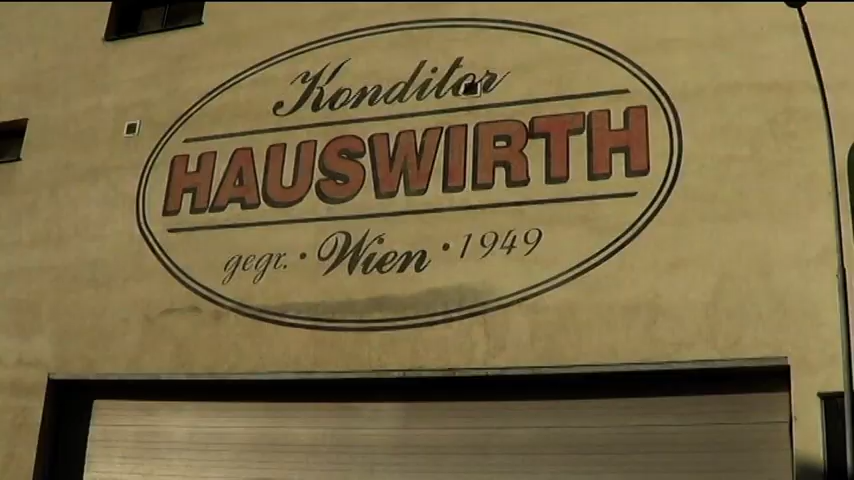 Konditor
HAUSWIRTH
gegr. • Wien • 1949